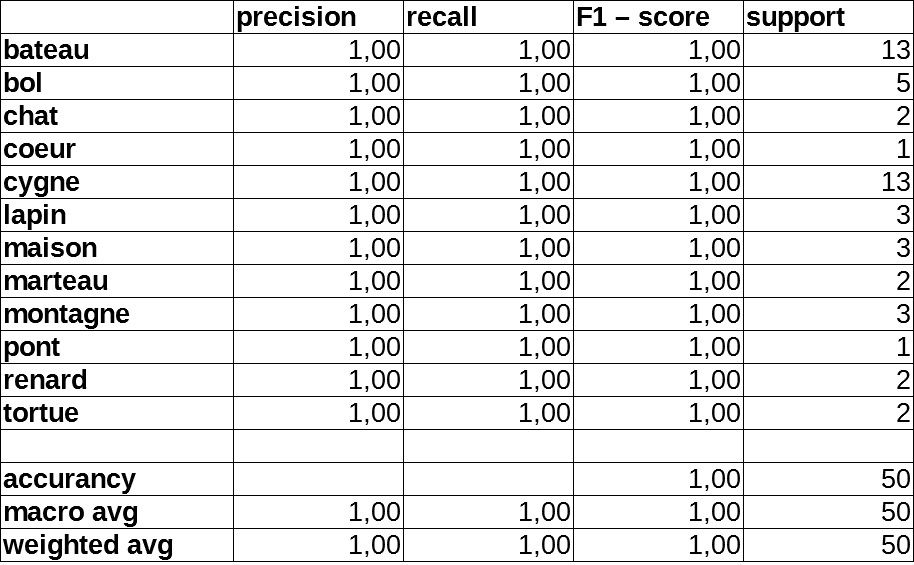 precision recall F1 – score support
bateau 1,00 1,00 1,00 13
bol 1,00 1,00 1,00 5
chat 1,00 1,00 1,00 2
coeur 1,00 1,00 1,00 1
cygne 1,00 1,00 1,00 13
lapin 1,00 1,00 1,00 3
maison 1,00 1,00 1,00 3
marteau 1,00 1,00 1,00 2
montagne 1,00 1,00 1,00 3
pont 1,00 1,00 1,00 1
renard 1,00 1,00 1,00 2
tortue 1,00 1,00 1,00 2
accurancy 1,00 50
macro avg 1,00 1,00 1,00 50
weighted avg 1,00 1,00 1,00 50